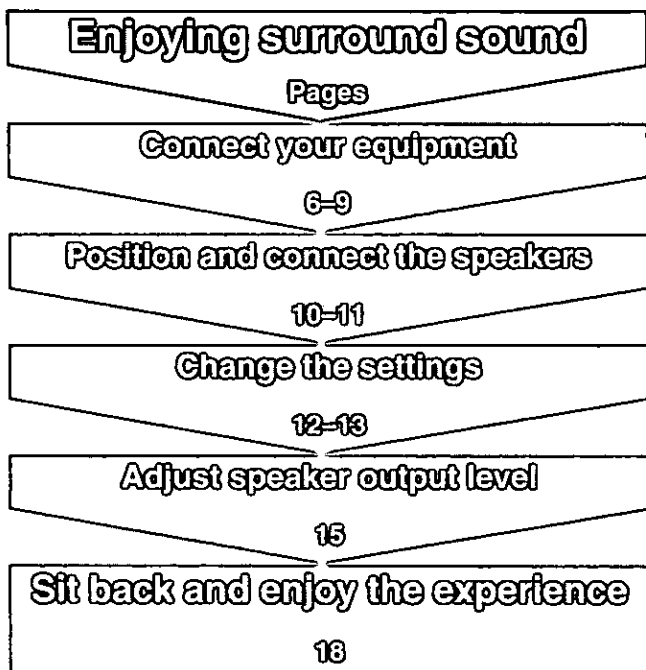 Enjoying surround sound
Pages
Connect your equipment
6–9
Position and connect the speakers
10–11
Change the settings
12–13
Adjust speaker output level
15
Sit back and enjoy the experience
18